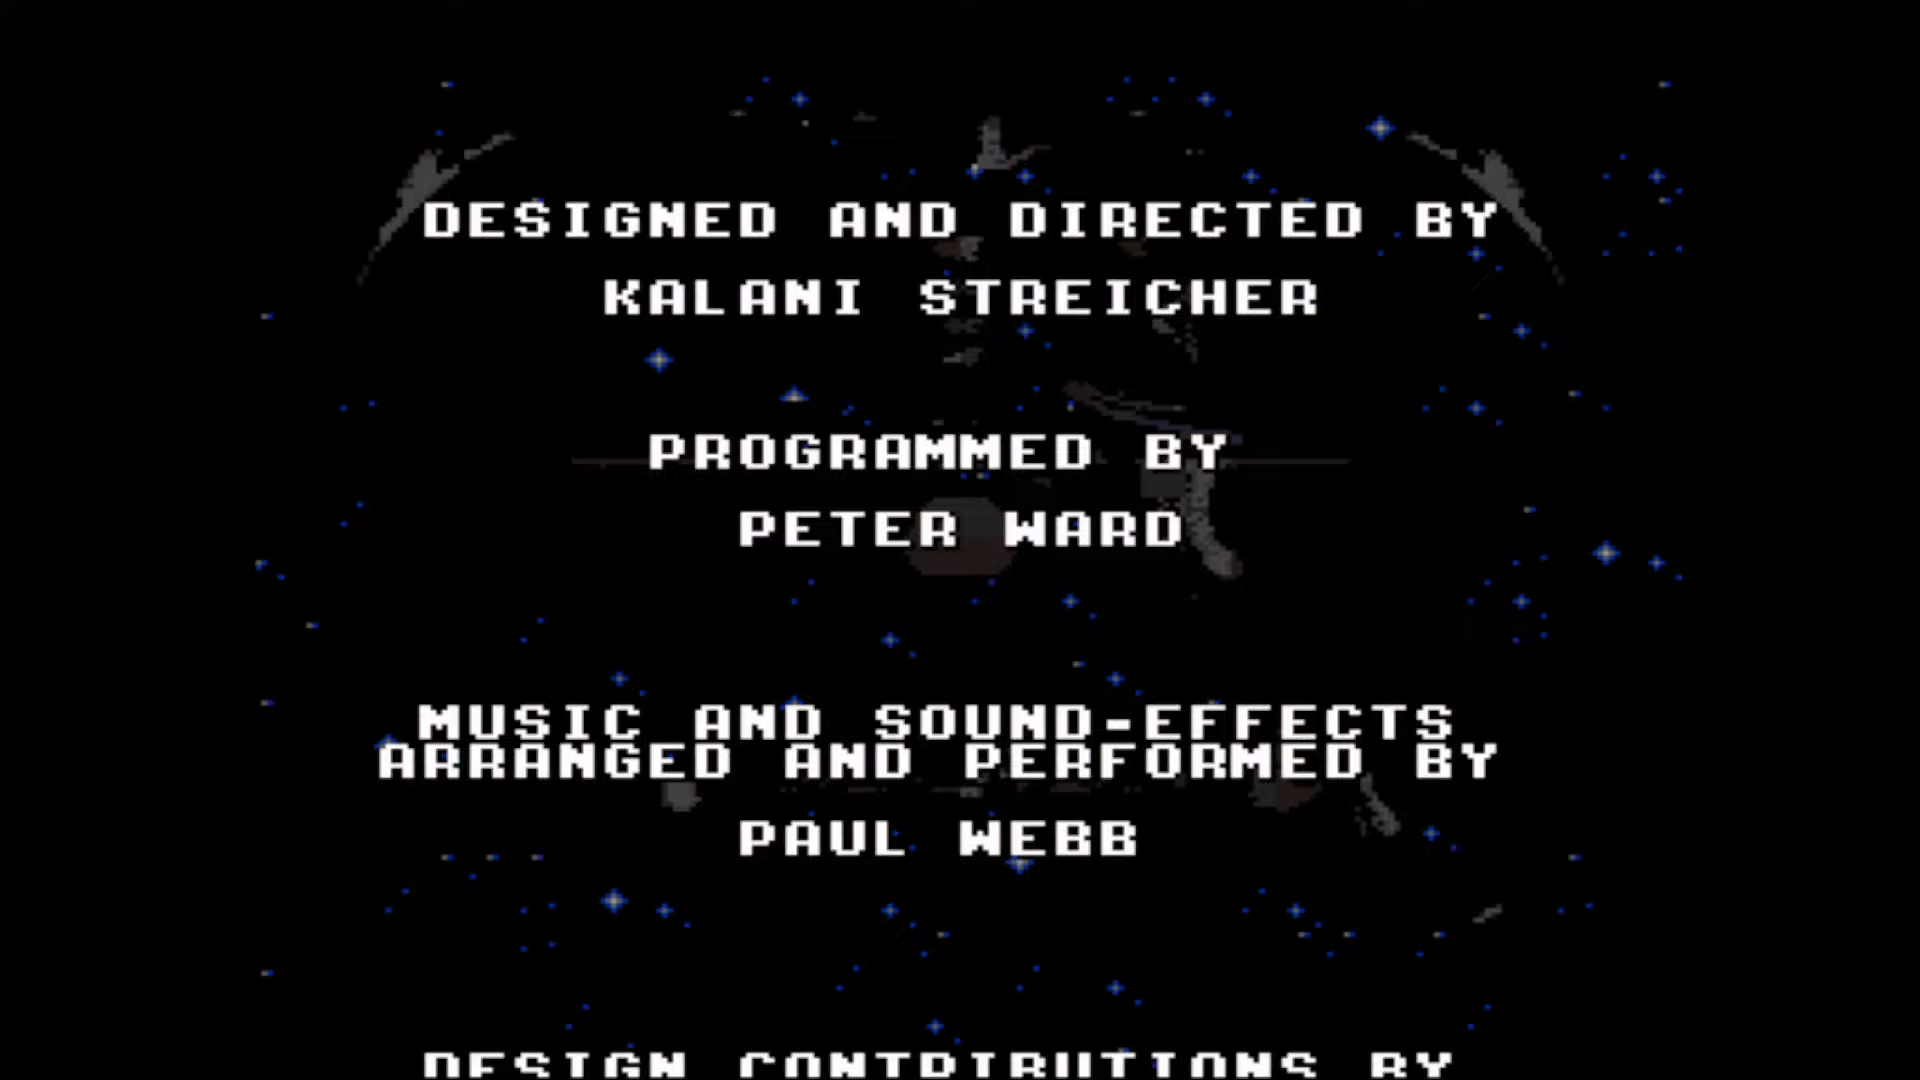 DESIGNED AND DIRECTED BY
KALANI STREICHER
PROGRAMMED BY
PETER WARD
MUSIC AND SOUND-EFFECTS
ARRANGED AND PERFORMED BY
PAUL WEBB
DESIGN CONTRIBUTIONS BY